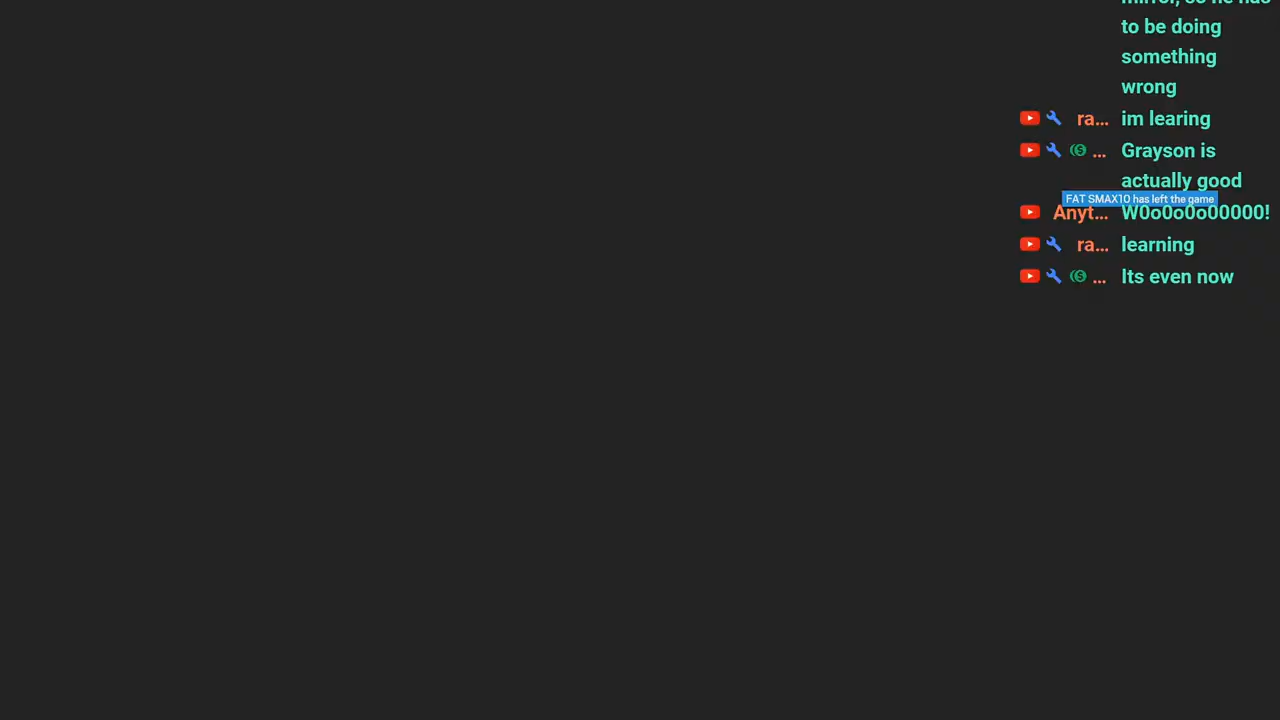 to be doing
something
wrong
ra... im learing
... Grayson is
actually good
FAT SMAX10 has left the game
Anyt... W0o0o0o00000!
ra... learning
... Its even now